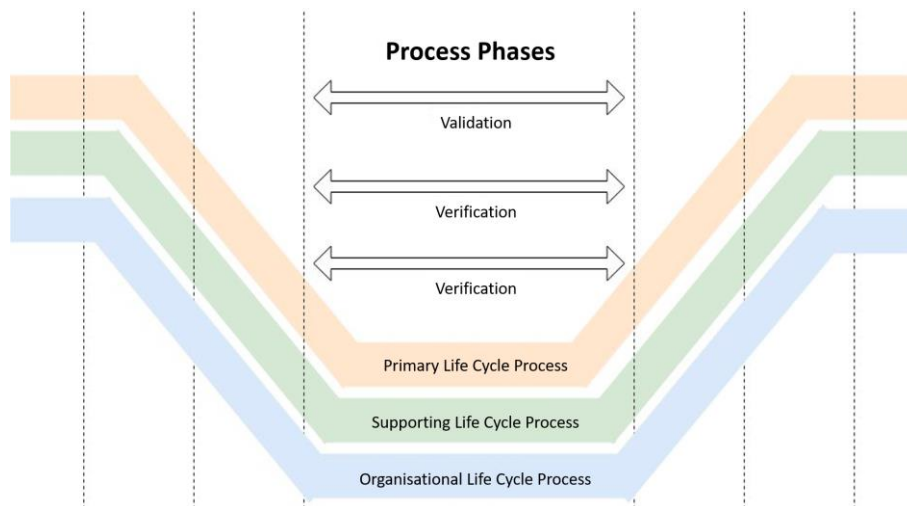 Process Phases
Validation
Verification
Verification
Primary Life Cycle Process
Supporting Life Cycle Process
Organisational Life Cycle Process